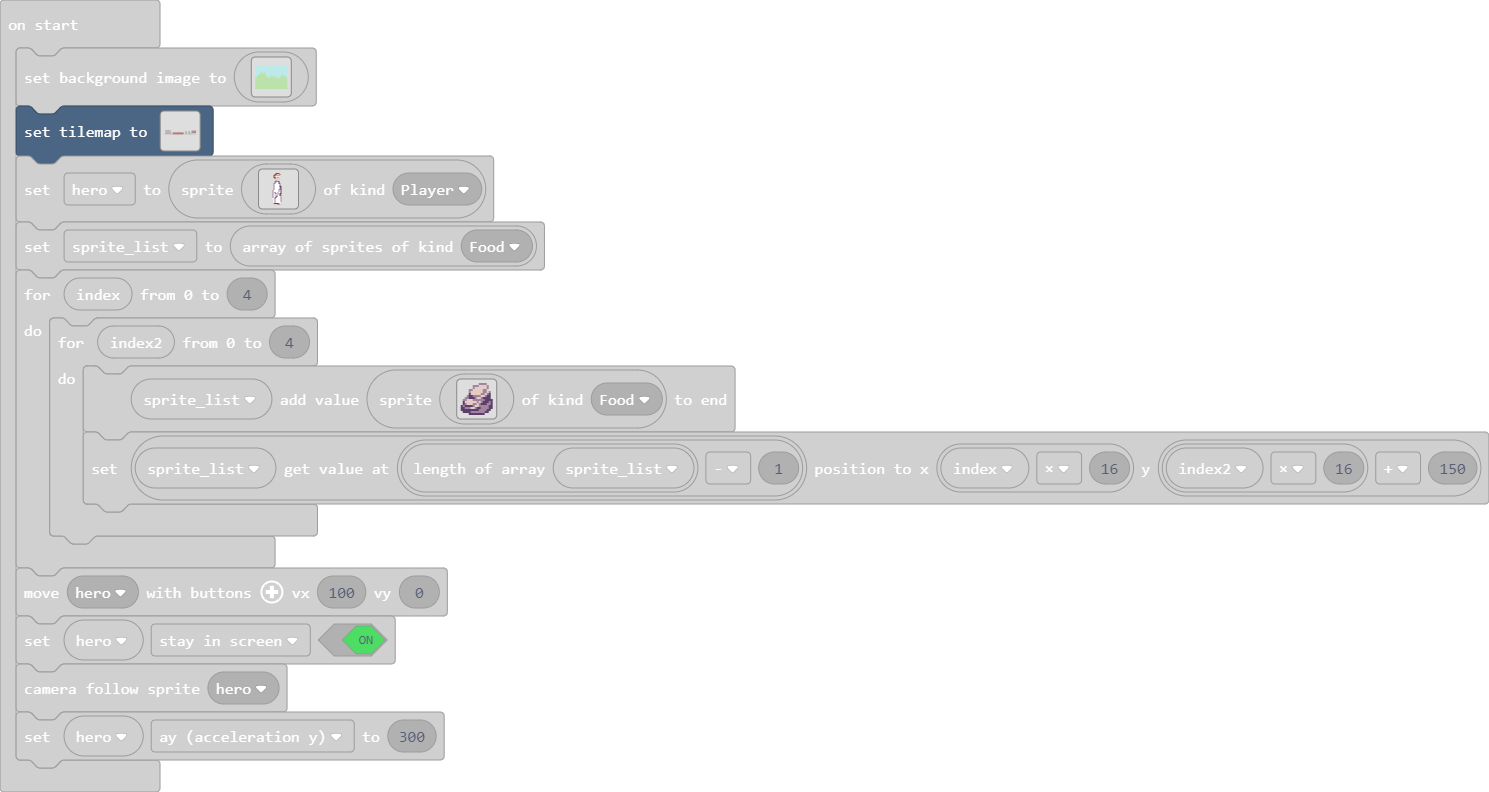 on start
set background image to
set tilemap to
set hero to sprite of kind Player
set sprite_list to array of sprites of kind Food
for index from 0 to 4
do
for index2 from 0 to 4
do
sprite_list add value sprite of kind Food to end
set sprite_list get value at length of array sprite_list - 1 position to x index × 16 y index2 × 16 + 150
move hero with buttons + vx 100 vy 0
set hero stay in screen ON
camera follow sprite hero
set hero ay (acceleration y) to 300